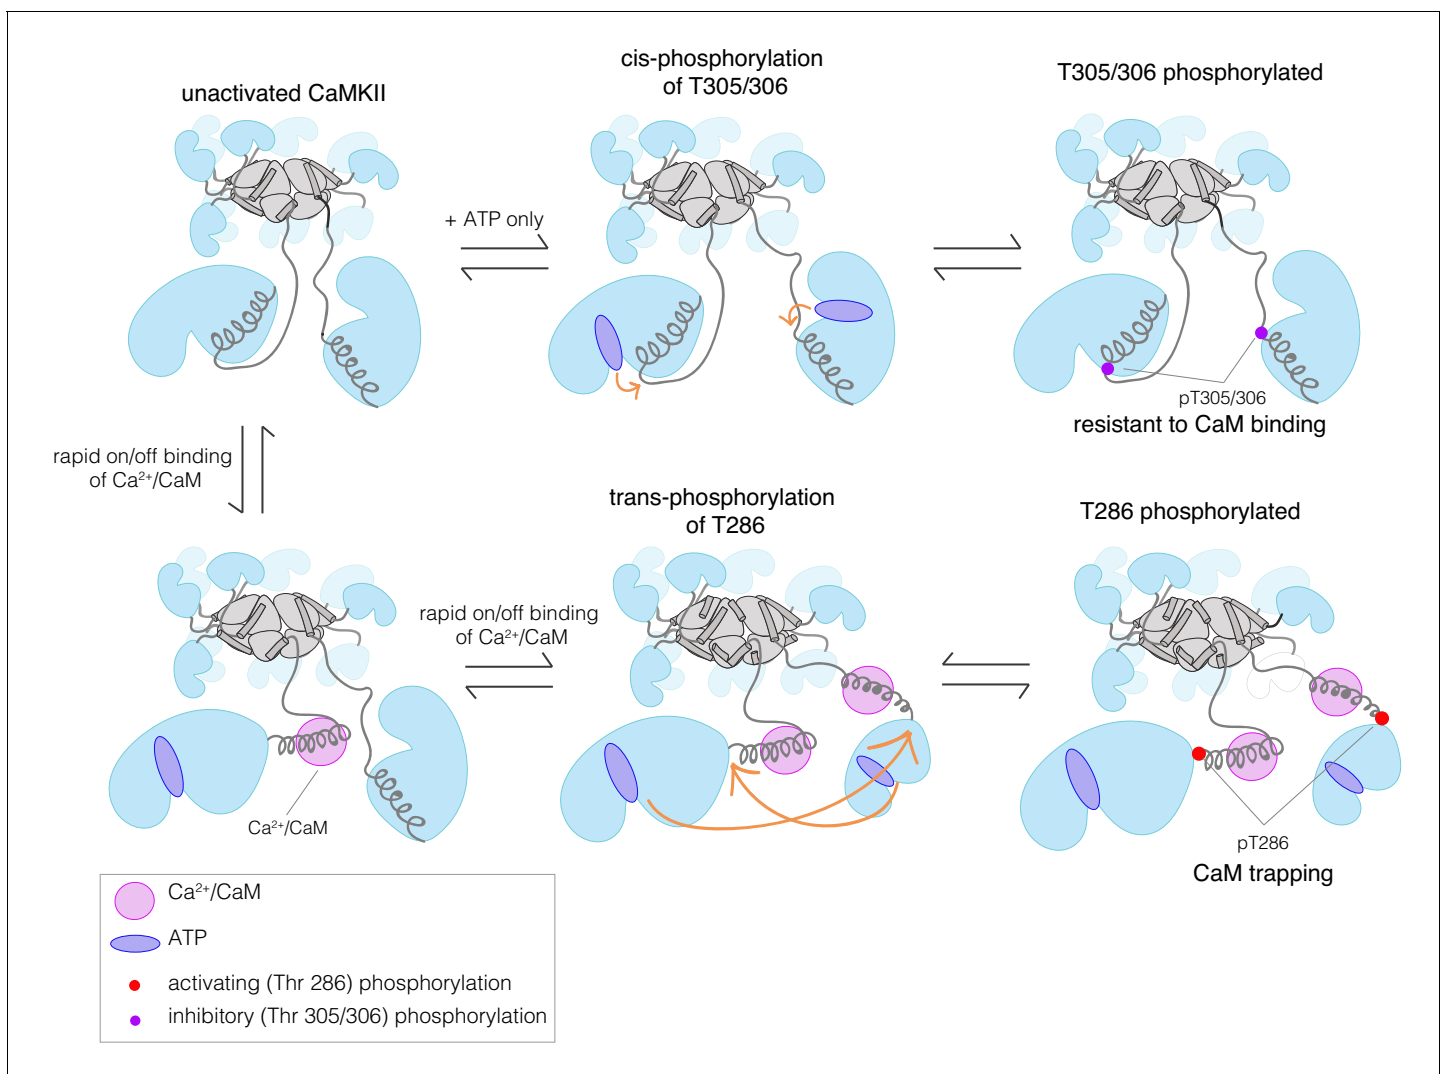 unactivated CaMKII
cis-phosphorylation
of T305/306
T305/306 phosphorylated
+ ATP only
pT305/306
resistant to CaM binding
rapid on/off binding
of Ca²⁺/CaM
trans-phosphorylation
of T286
T286 phosphorylated
rapid on/off binding
of Ca²⁺/CaM
Ca²⁺/CaM
pT286
CaM trapping
Ca²⁺/CaM
ATP
activating (Thr 286) phosphorylation
inhibitory (Thr 305/306) phosphorylation